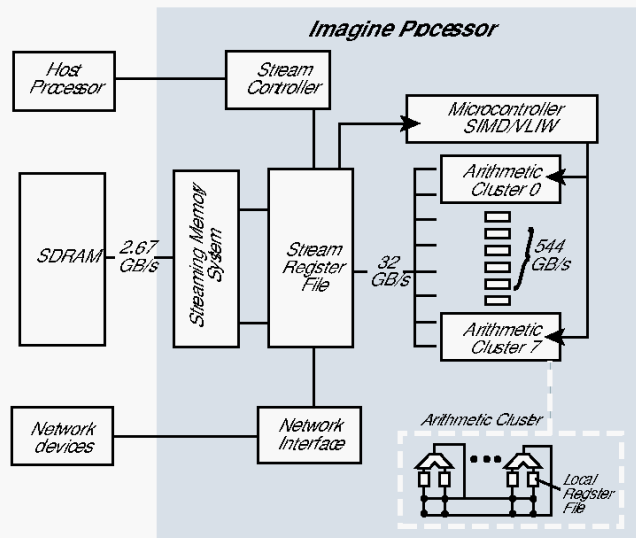 Imagine Processor
Host
Processor
Stream
Controller
Microcontroller
SIMD/VLIW
SDRAM
2.67
GB/s
Streaming Memory
System
Stream
Register
File
32
GB/s
Arithmetic
Cluster 0
544
GB/s
Arithmetic
Cluster 7
Network
devices
Network
Interface
Arithmetic Cluster
Local
Register
File